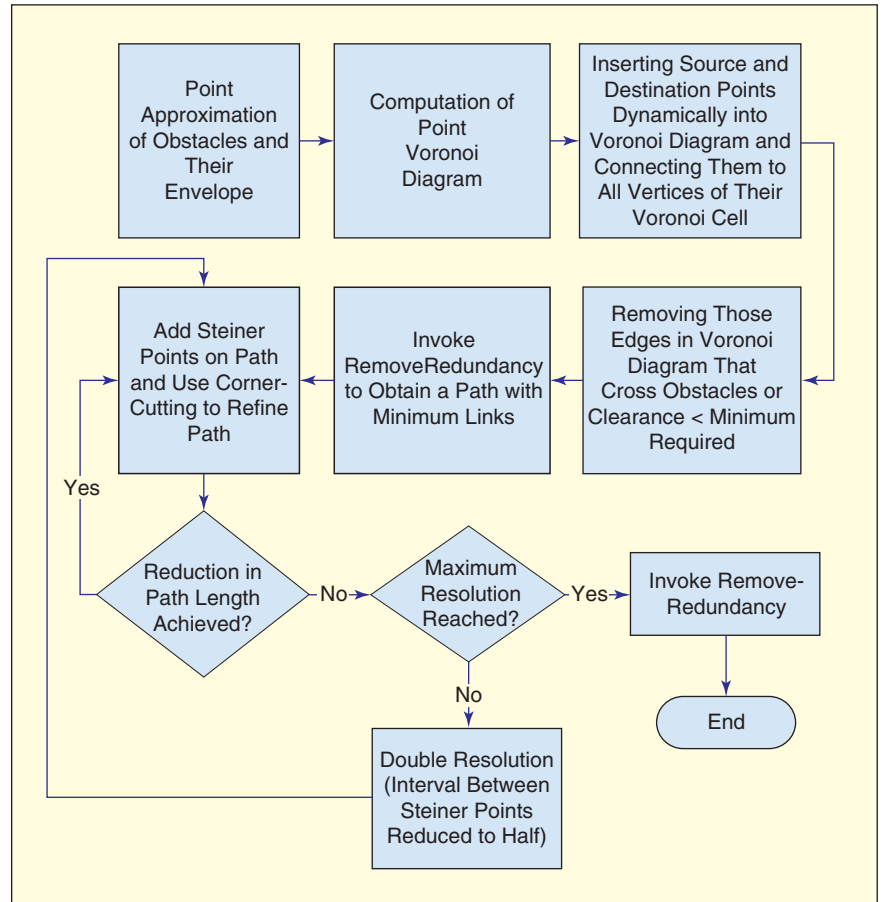 Point
Approximation
of Obstacles and
Their
Envelope
Computation of
Point
Voronoi
Diagram
Inserting Source and
Destination Points
Dynamically into
Voronoi Diagram and
Connecting Them to
All Vertices of Their
Voronoi Cell
Removing Those
Edges in Voronoi
Diagram That
Cross Obstacles or
Clearance < Minimum
Required
Invoke
RemoveRedundancy
to Obtain a Path with
Minimum Links
Add Steiner
Points on Path
and Use Corner-
Cutting to Refine
Path
Yes
Reduction in
Path Length
Achieved?
No
Maximum
Resolution
Reached?
Yes
Invoke Remove-
Redundancy
End
No
Double Resolution
(Interval Between
Steiner Points
Reduced to Half)